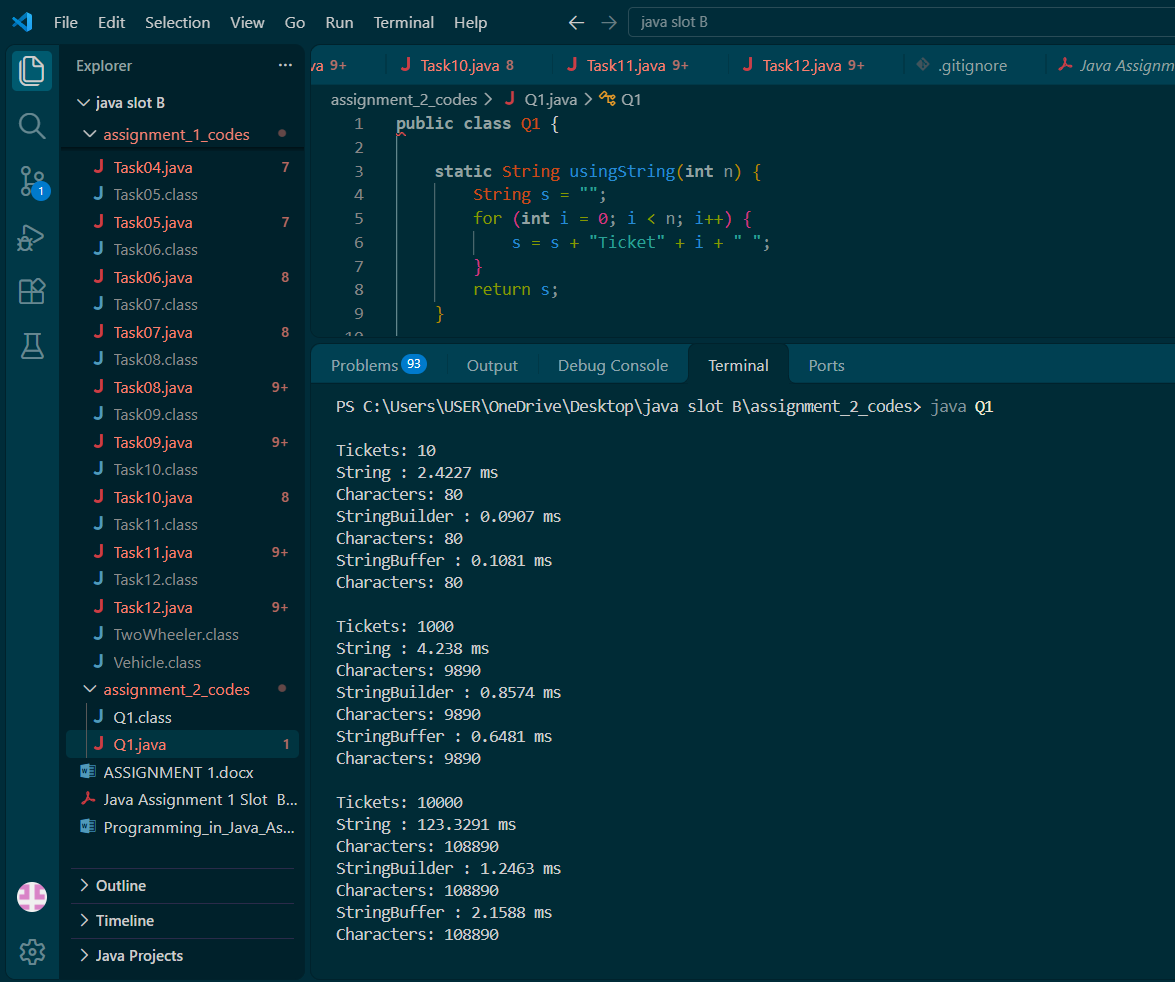 File Edit Selection View Go Run Terminal Help
java slot B
Explorer
java slot B
assignment_1_codes
Task04.java 7
Task05.class
Task05.java 7
Task06.class
Task06.java 8
Task07.class
Task07.java 8
Task08.class
Task08.java 9+
Task09.class
Task09.java 9+
Task10.class
Task10.java 8
Task11.class
Task11.java 9+
Task12.class
Task12.java 9+
TwoWheeler.class
Vehicle.class
assignment_2_codes
Q1.class
Q1.java 1
ASSIGNMENT 1.docx
Java Assignment 1 Slot B...
Programming_in_Java_As...
Outline
Timeline
Java Projects
1
va 9+ Task10.java 8 Task11.java 9+ Task12.java 9+ .gitignore Java Assignm
assignment_2_codes > Q1.java > Q1
1 public class Q1 {
2
3 static String usingString(int n) {
4 String s = "";
5 for (int i = 0; i < n; i++) {
6 s = s + "Ticket" + i + " ";
7 }
8 return s;
9 }
10
Problems 93 Output Debug Console Terminal Ports
PS C:\Users\USER\OneDrive\Desktop\java slot B\assignment_2_codes> java Q1
Tickets: 10
String : 2.4227 ms
Characters: 80
StringBuilder : 0.0907 ms
Characters: 80
StringBuffer : 0.1081 ms
Characters: 80
Tickets: 1000
String : 4.238 ms
Characters: 9890
StringBuilder : 0.8574 ms
Characters: 9890
StringBuffer : 0.6481 ms
Characters: 9890
Tickets: 10000
String : 123.3291 ms
Characters: 108890
StringBuilder : 1.2463 ms
Characters: 108890
StringBuffer : 2.1588 ms
Characters: 108890